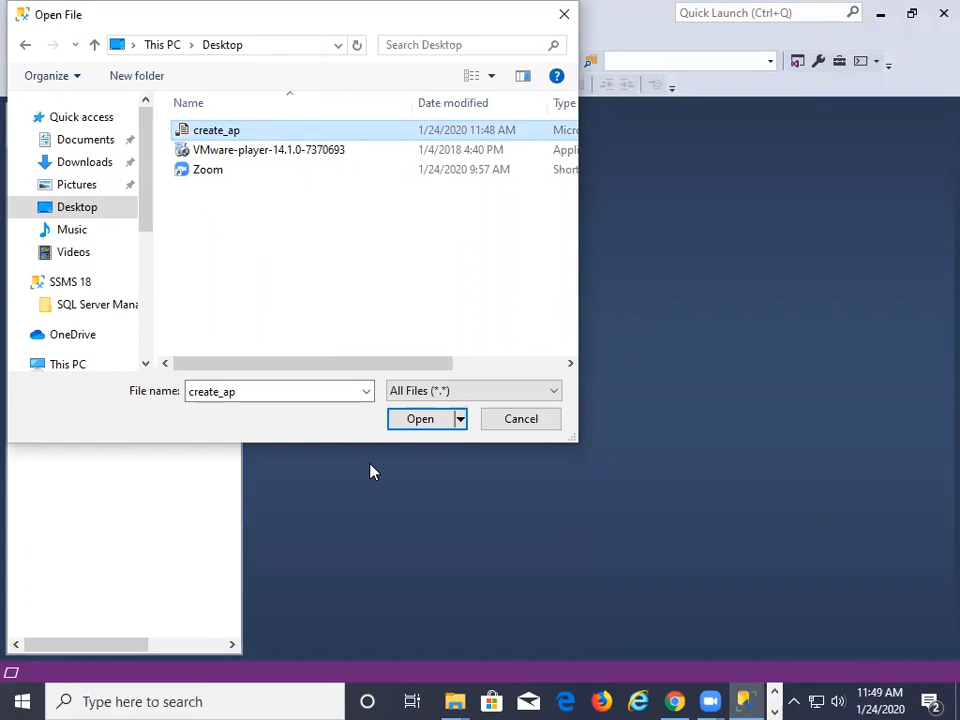 Open File
Quick Launch (Ctrl+Q)
This PC
Desktop
Search Desktop
Organize
New folder
Name
Date modified
Type
Quick access
Documents
Downloads
Pictures
Desktop
Music
Videos
SSMS 18
SQL Server Mana
OneDrive
This PC
create_ap
1/24/2020 11:48 AM
Micro
VMware-player-14.1.0-7370693
1/4/2018 4:40 PM
Appli
Zoom
1/24/2020 9:57 AM
Short
File name:
create_ap
All Files (*.*)
Open
Cancel
Type here to search
11:49 AM
1/24/2020
2